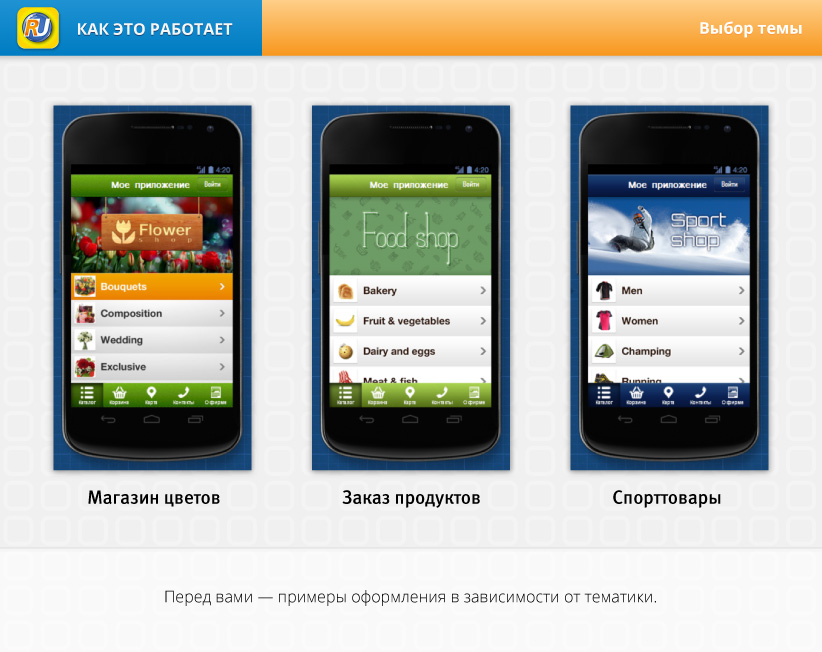 RU
КАК ЭТО РАБОТАЕТ
Выбор темы
4:20
Мое приложение
Войти
Flower
shop
Bouquets
Composition
Wedding
Exclusive
Каталог
Корзина
Карта
Контакты
О фирме
4:20
Мое приложение
Войти
Food shop
Bakery
Fruit & vegetables
Dairy and eggs
Meat & fish
Каталог
Корзина
Карта
Контакты
О фирме
4:20
Мое приложение
Войти
Sport
shop
Men
Women
Champing
Running
Каталог
Корзина
Карта
Контакты
О фирме
Магазин цветов
Заказ продуктов
Спорттовары
Перед вами — примеры оформления в зависимости от тематики.